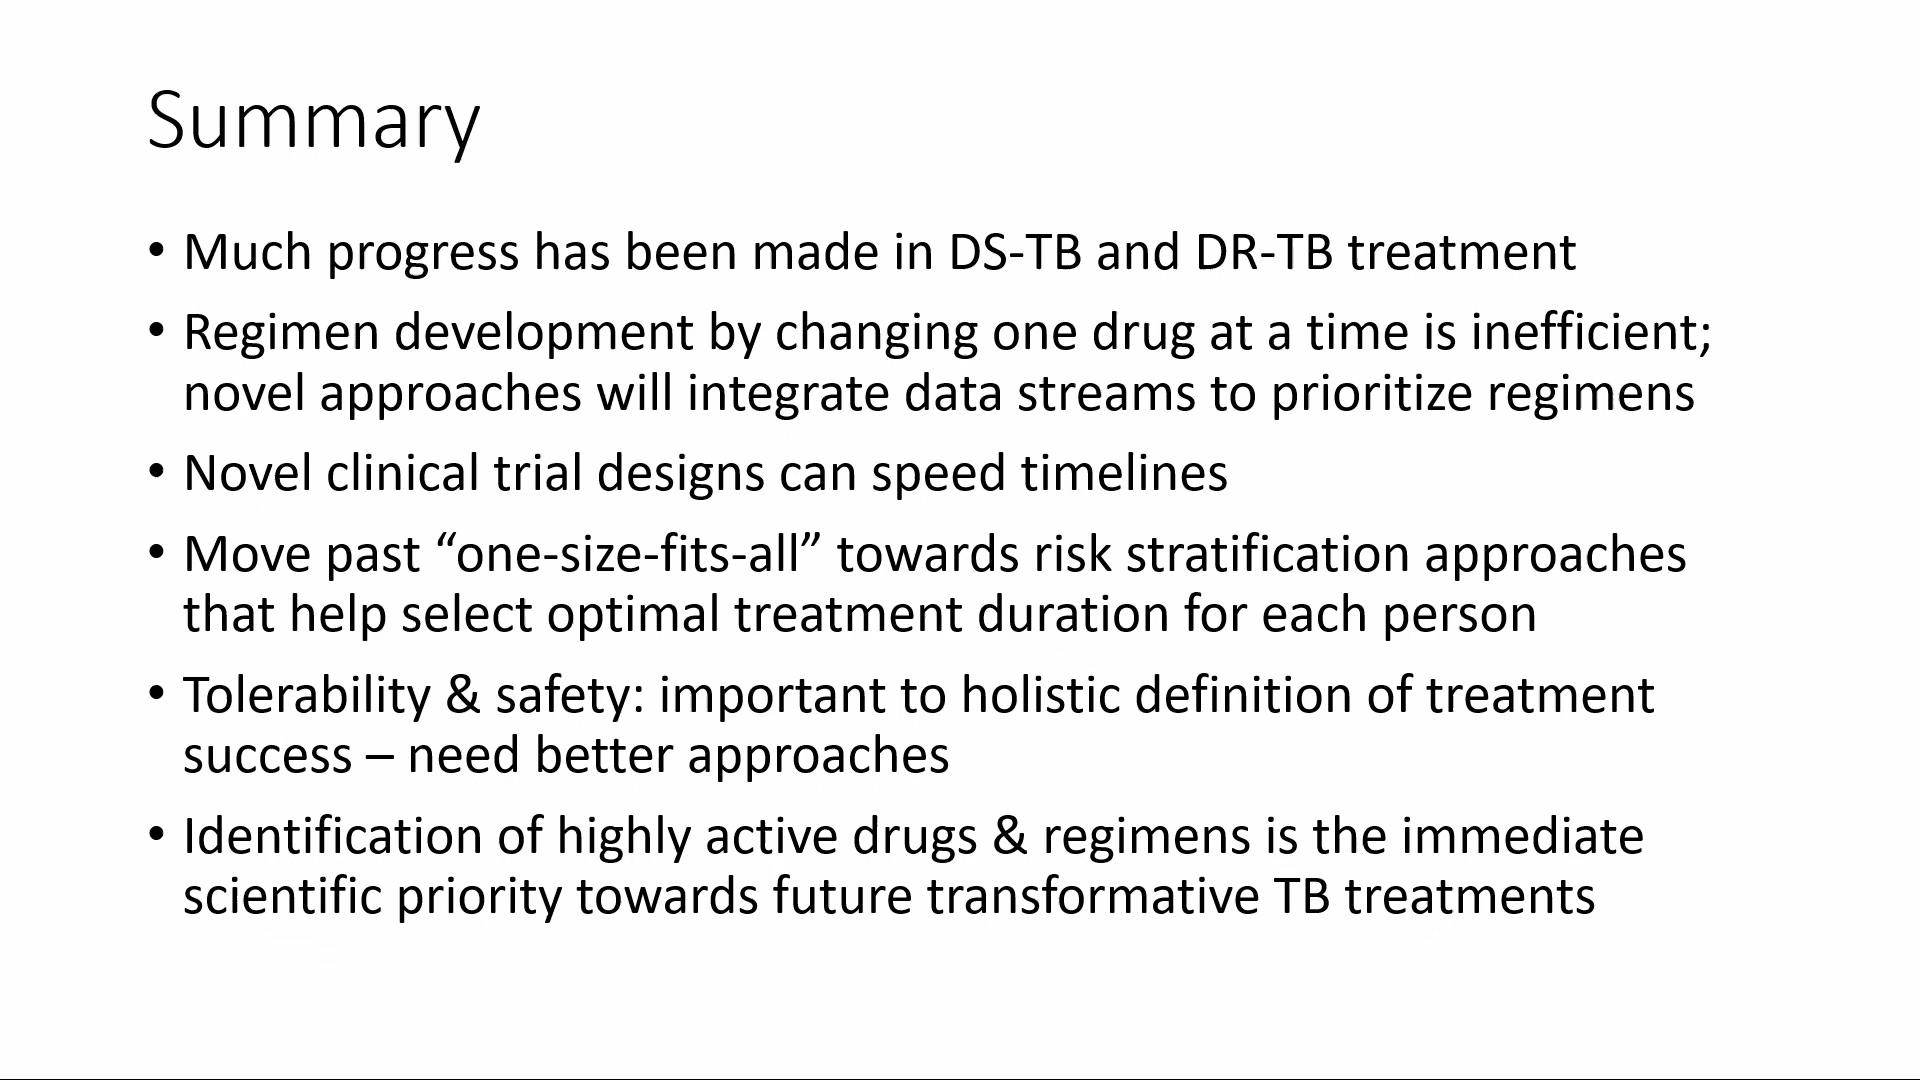 Summary
• Much progress has been made in DS-TB and DR-TB treatment
• Regimen development by changing one drug at a time is inefficient;
novel approaches will integrate data streams to prioritize regimens
• Novel clinical trial designs can speed timelines
• Move past “one-size-fits-all” towards risk stratification approaches
that help select optimal treatment duration for each person
• Tolerability & safety: important to holistic definition of treatment
success – need better approaches
• Identification of highly active drugs & regimens is the immediate
scientific priority towards future transformative TB treatments